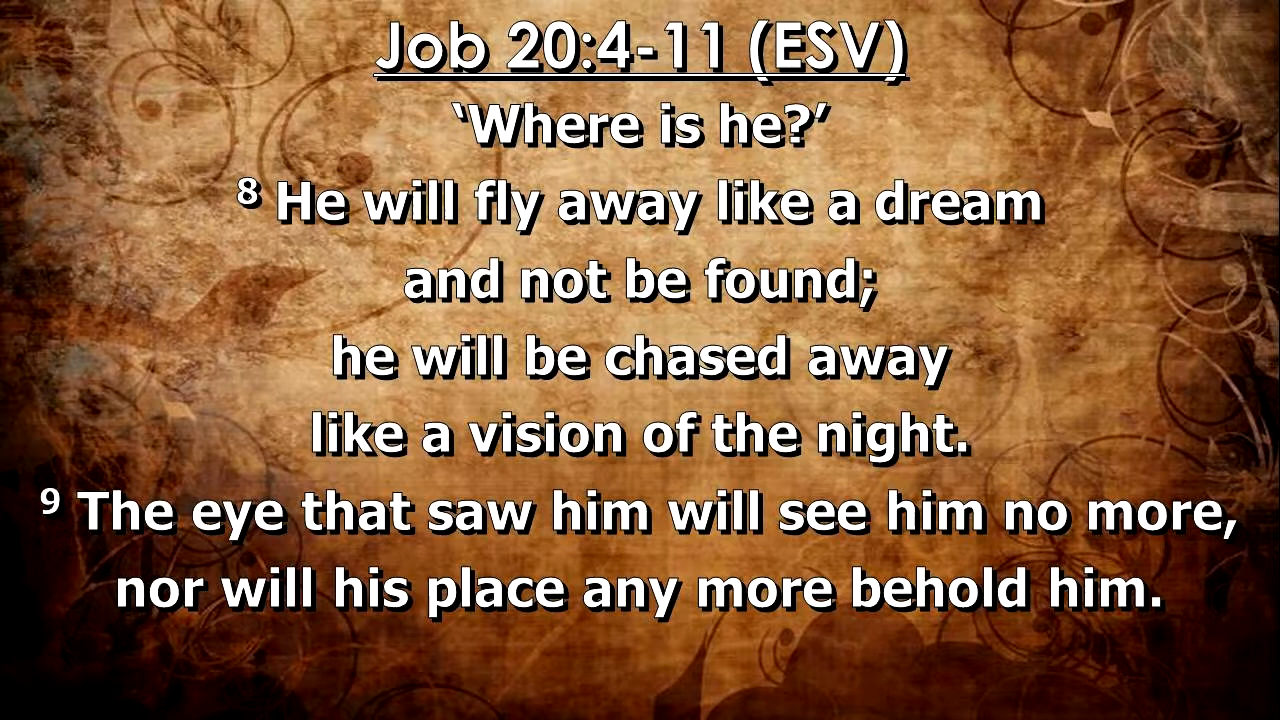 Job 20:4-11 (ESV)
‘Where is he?’
8 He will fly away like a dream
and not be found;
he will be chased away
like a vision of the night.
9 The eye that saw him will see him no more,
nor will his place any more behold him.